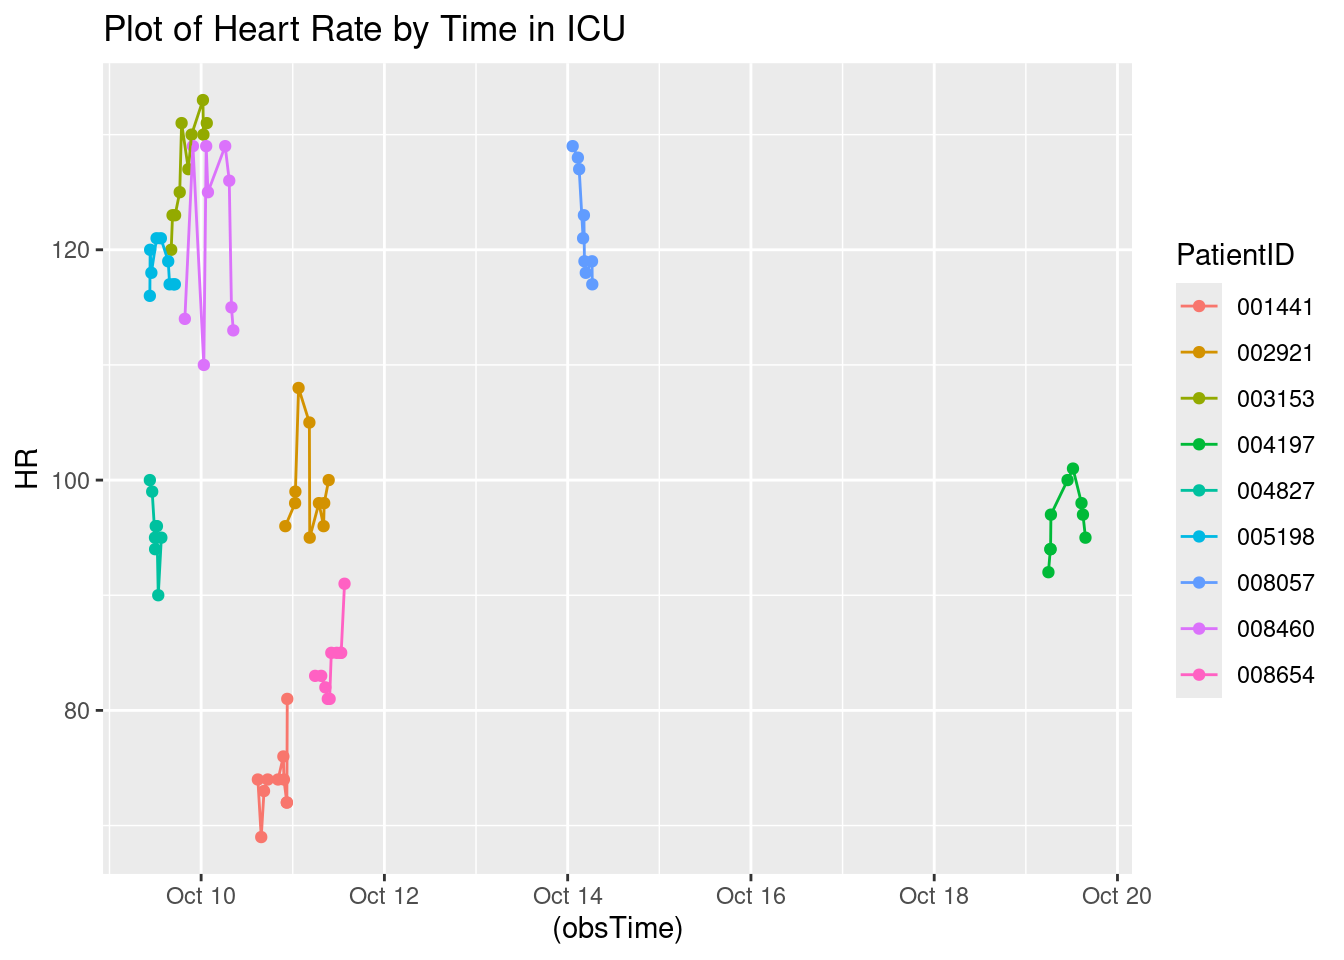 Plot of Heart Rate by Time in ICU
HR
120
100
80
Oct 10
Oct 12
Oct 14
Oct 16
Oct 18
Oct 20
(obsTime)
PatientID
001441
002921
003153
004197
004827
005198
008057
008460
008654